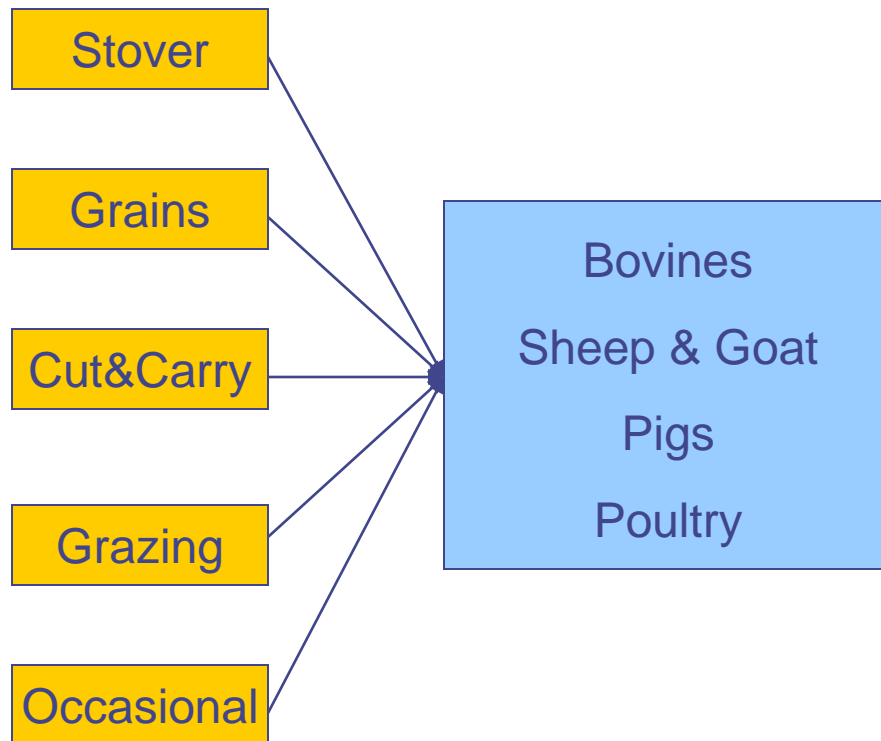 Stover
Grains
Cut&Carry
Grazing
Occasional
Bovines
Sheep & Goat
Pigs
Poultry